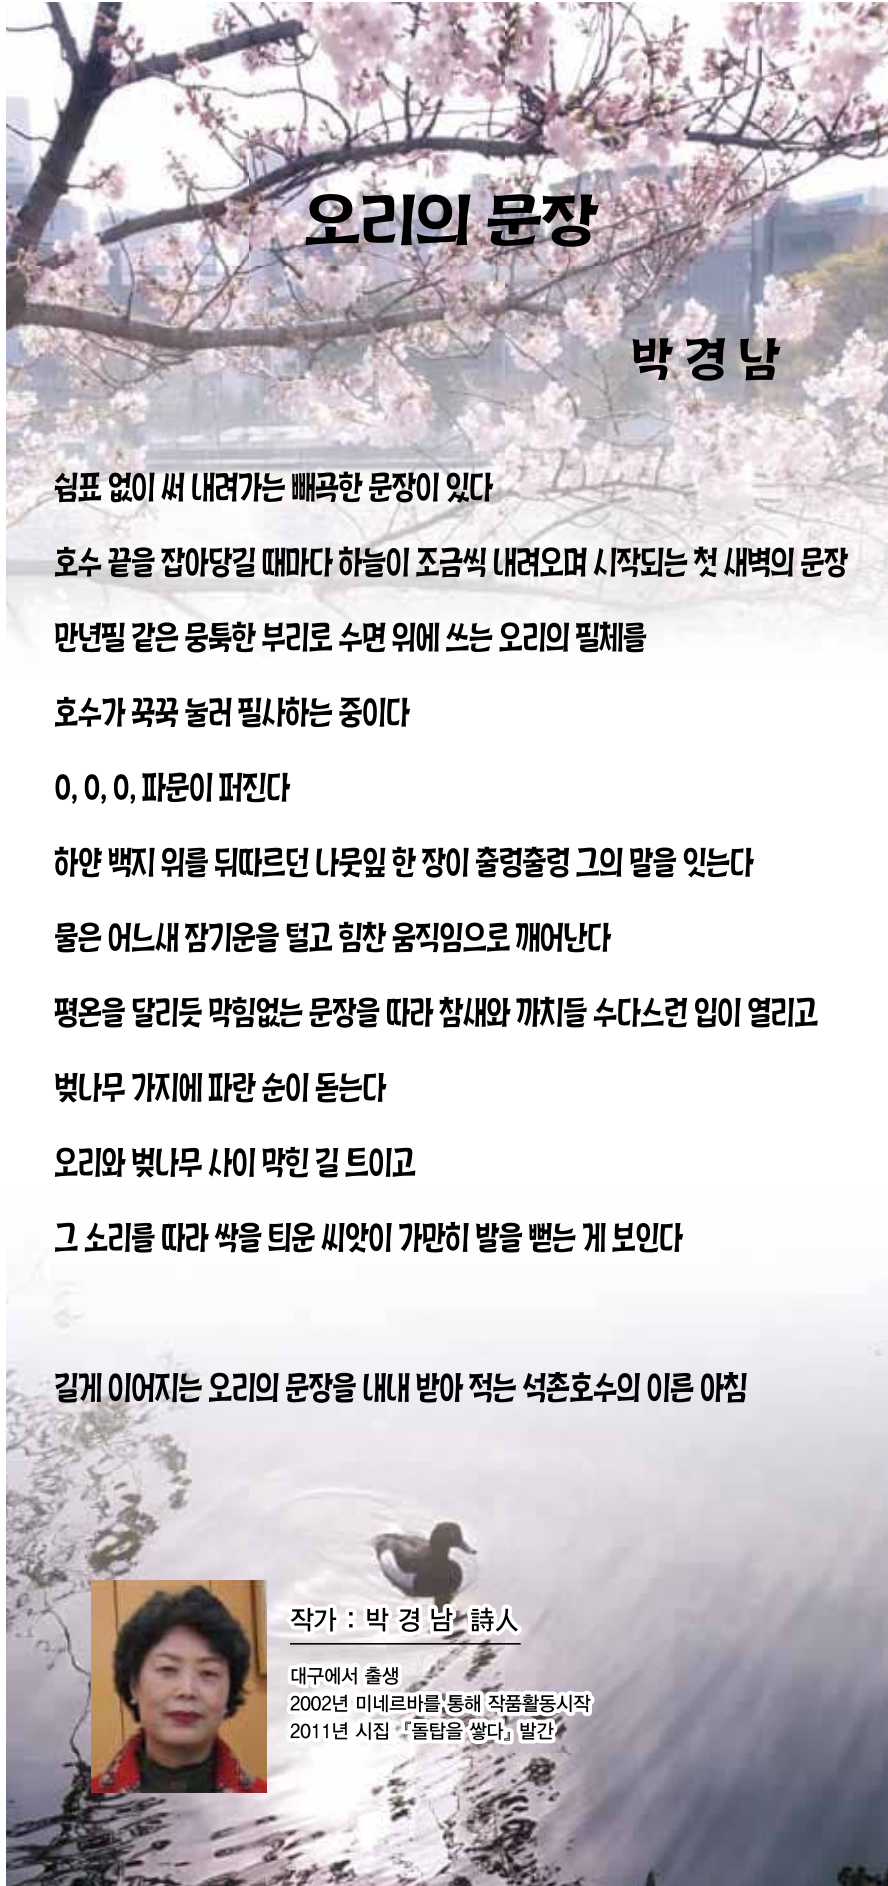 오리의 문장
박 경 남
쉼표 없이 써 내려가는 빼곡한 문장이 있다
호수 끝을 잡아당길 때마다 하늘이 조금씩 내려오며 시작되는 첫 새벽의 문장
만년필 같은 뭉툭한 부리로 수면 위에 쓰는 오리의 필체를
호수가 꾹꾹 눌러 필사하는 중이다
0, 0, 0, 파문이 퍼진다
하얀 백지 위를 뒤따르던 나뭇잎 한 장이 출렁출렁 그의 말을 잇는다
물은 어느새 잠기운을 털고 힘찬 움직임으로 깨어난다
평온을 달리듯 막힘없는 문장을 따라 참새와 까치들 수다스런 입이 열리고
벚나무 가지에 파란 순이 돋는다
오리와 벚나무 사이 막힌 길 트이고
그 소리를 따라 싹을 틔운 씨앗이 가만히 발을 뻗는 게 보인다
길게 이어지는 오리의 문장을 내내 받아 적는 석촌호수의 이른 아침
작가 : 박 경 남 詩人
대구에서 출생
2002년 미네르바를 통해 작품활동시작
2011년 시집 『돌탑을 쌓다』 발간